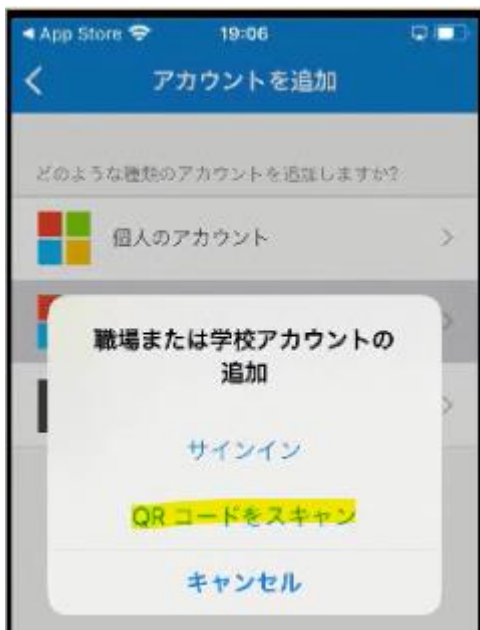 App Store
19:06
アカウントを追加
どのような種類のアカウントを追加しますか?
個人のアカウント
職場または学校アカウントの
追加
サインイン
QR コードをスキャン
キャンセル